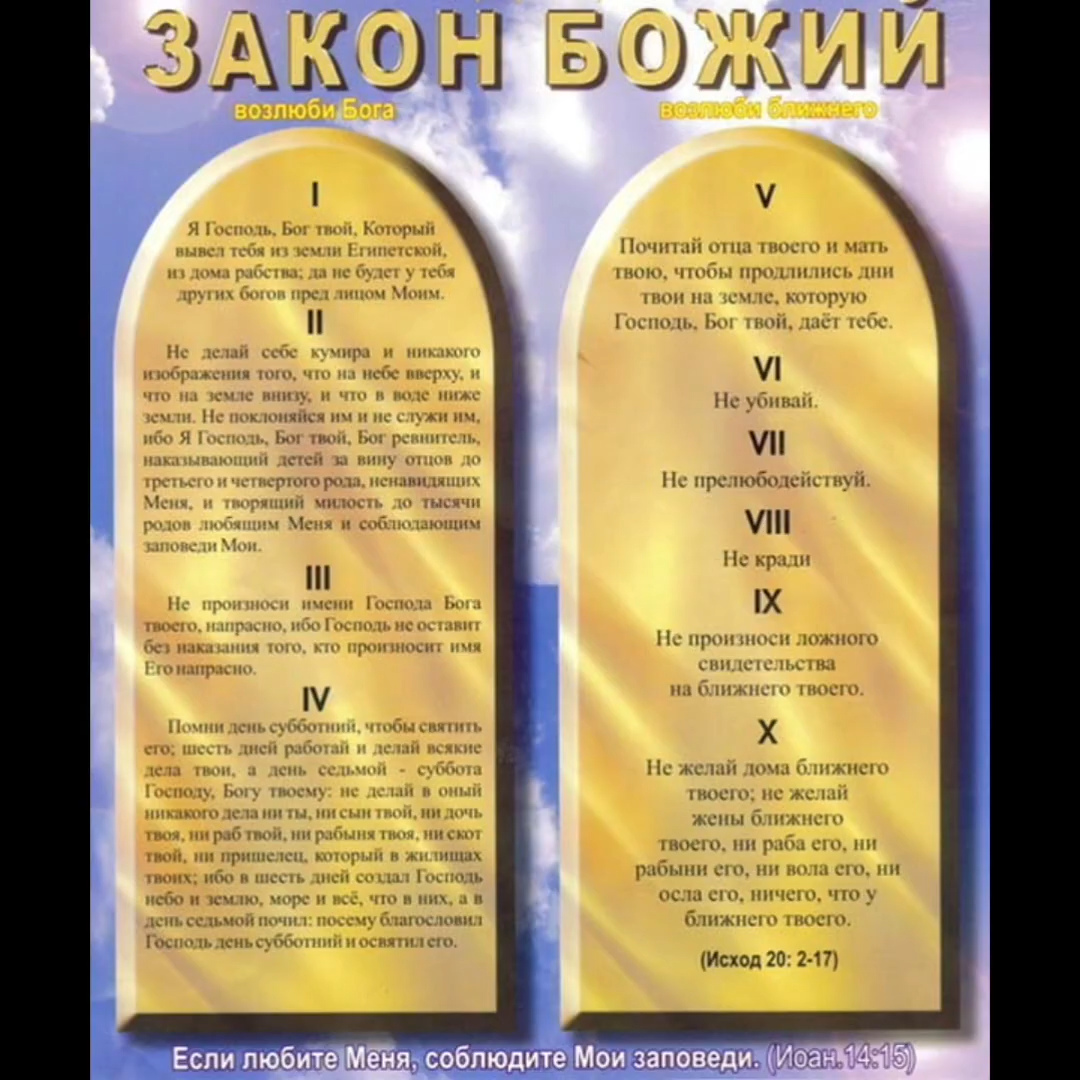 ЗАКОН БОЖИЙ
возлюби Бога
I
Я Господь, Бог твой, Который
вывел тебя из земли Египетской,
из дома рабства; да не будет у тебя
других богов пред лицом Моим.
II
Не делай себе кумира и никакого
изображения того, что на небе вверху, и
что на земле внизу, и что в воде ниже
земли. Не поклоняйся им и не служи им,
ибо Я Господь, Бог твой, Бог ревнитель,
наказывающий детей за вину отцов до
третьего и четвертого рода, ненавидящих
Меня, и творящий милость до тысячи
родов любящим Меня и соблюдающим
заповеди Мои.
III
Не произноси имени Господа Бога
твоего, напрасно, ибо Господь не оставит
без наказания того, кто произносит имя
Его напрасно.
IV
Помни день субботний, чтобы святить
его; шесть дней работай и делай всякие
дела твои, а день седьмой - суббота
Господу, Богу твоему: не делай в оный
никакого дела ни ты, ни сын твой, ни дочь
твоя, ни раб твой, ни рабыня твоя, ни скот
твой, ни пришелец, который в жилищах
твоих; ибо в шесть дней создал Господь
небо и землю, море и всё, что в них, а в
день седьмой почил: посему благословил
Господь день субботний и освятил его.
возлюби ближнего
V
Почитай отца твоего и мать
твою, чтобы продлились дни
твои на земле, которую
Господь, Бог твой, даёт тебе.
VI
Не убивай.
VII
Не прелюбодействуй.
VIII
Не кради
IX
Не произноси ложного
свидетельства
на ближнего твоего.
X
Не желай дома ближнего
твоего; не желай
жены ближнего
твоего, ни раба его, ни
рабыни его, ни вола его, ни
осла его, ничего, что у
ближнего твоего.
(Исход 20: 2-17)
Если любите Меня, соблюдите Мои заповеди. (Иоан.14:15)